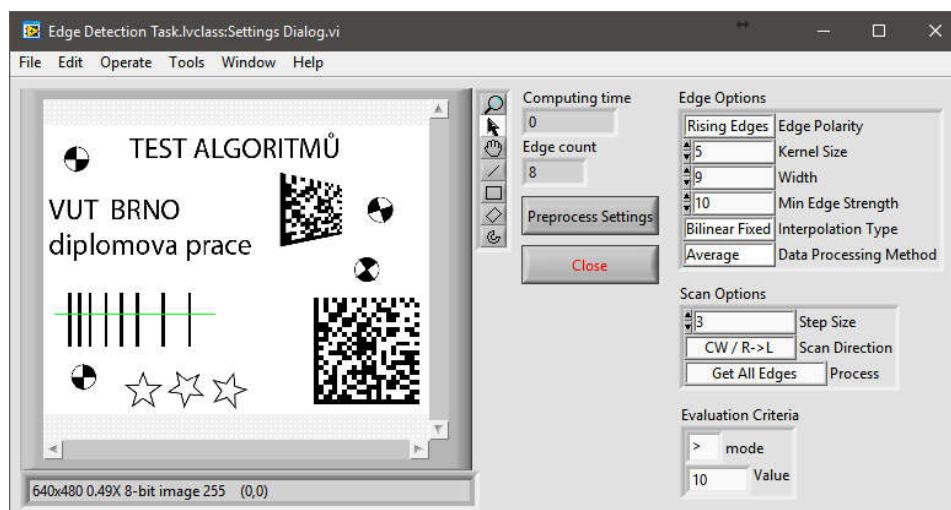 Edge Detection Task.lvclass:Settings Dialog.vi
File Edit Operate Tools Window Help
TEST ALGORITMŮ
VUT BRNO
diplomova prace
640x480 0.49X 8-bit image 255 (0,0)
Computing time
0
Edge count
8
Preprocess Settings
Close
Edge Options
Rising Edges Edge Polarity
5 Kernel Size
9 Width
10 Min Edge Strength
Bilinear Fixed Interpolation Type
Average Data Processing Method
Scan Options
3 Step Size
CW / R->L Scan Direction
Get All Edges Process
Evaluation Criteria
> mode
10 Value